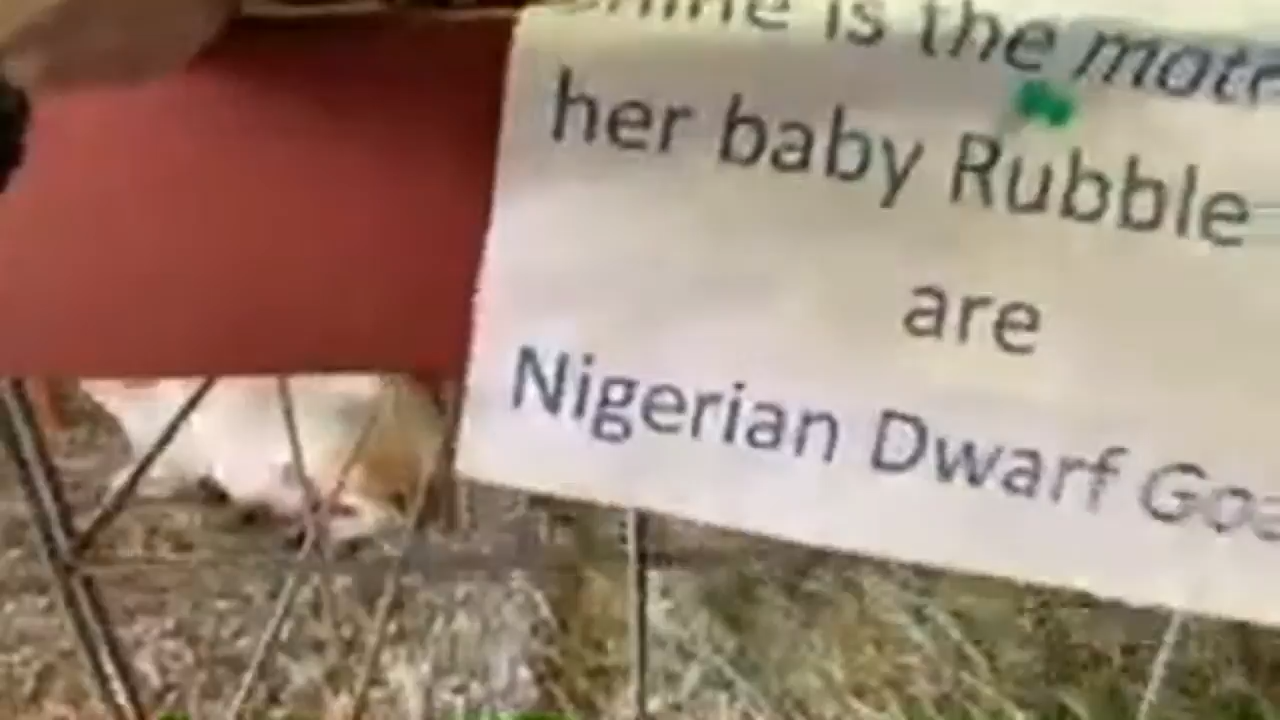 is the
her baby Rubble
are
Nigerian Dwarf